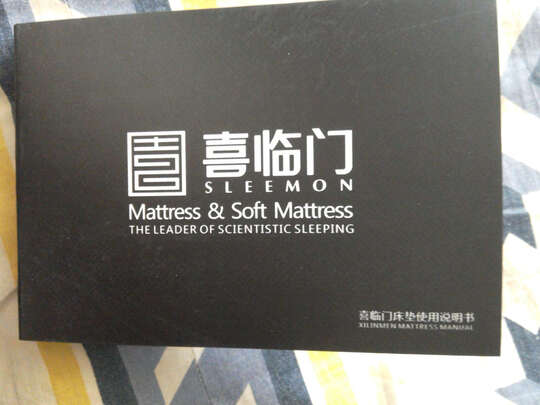 喜临门
SLEEMON
Mattress & Soft Mattress
THE LEADER OF SCIENTISTIC SLEEPING
喜临门床垫使用说明书
XILINMEN MATTRESS MANUAL